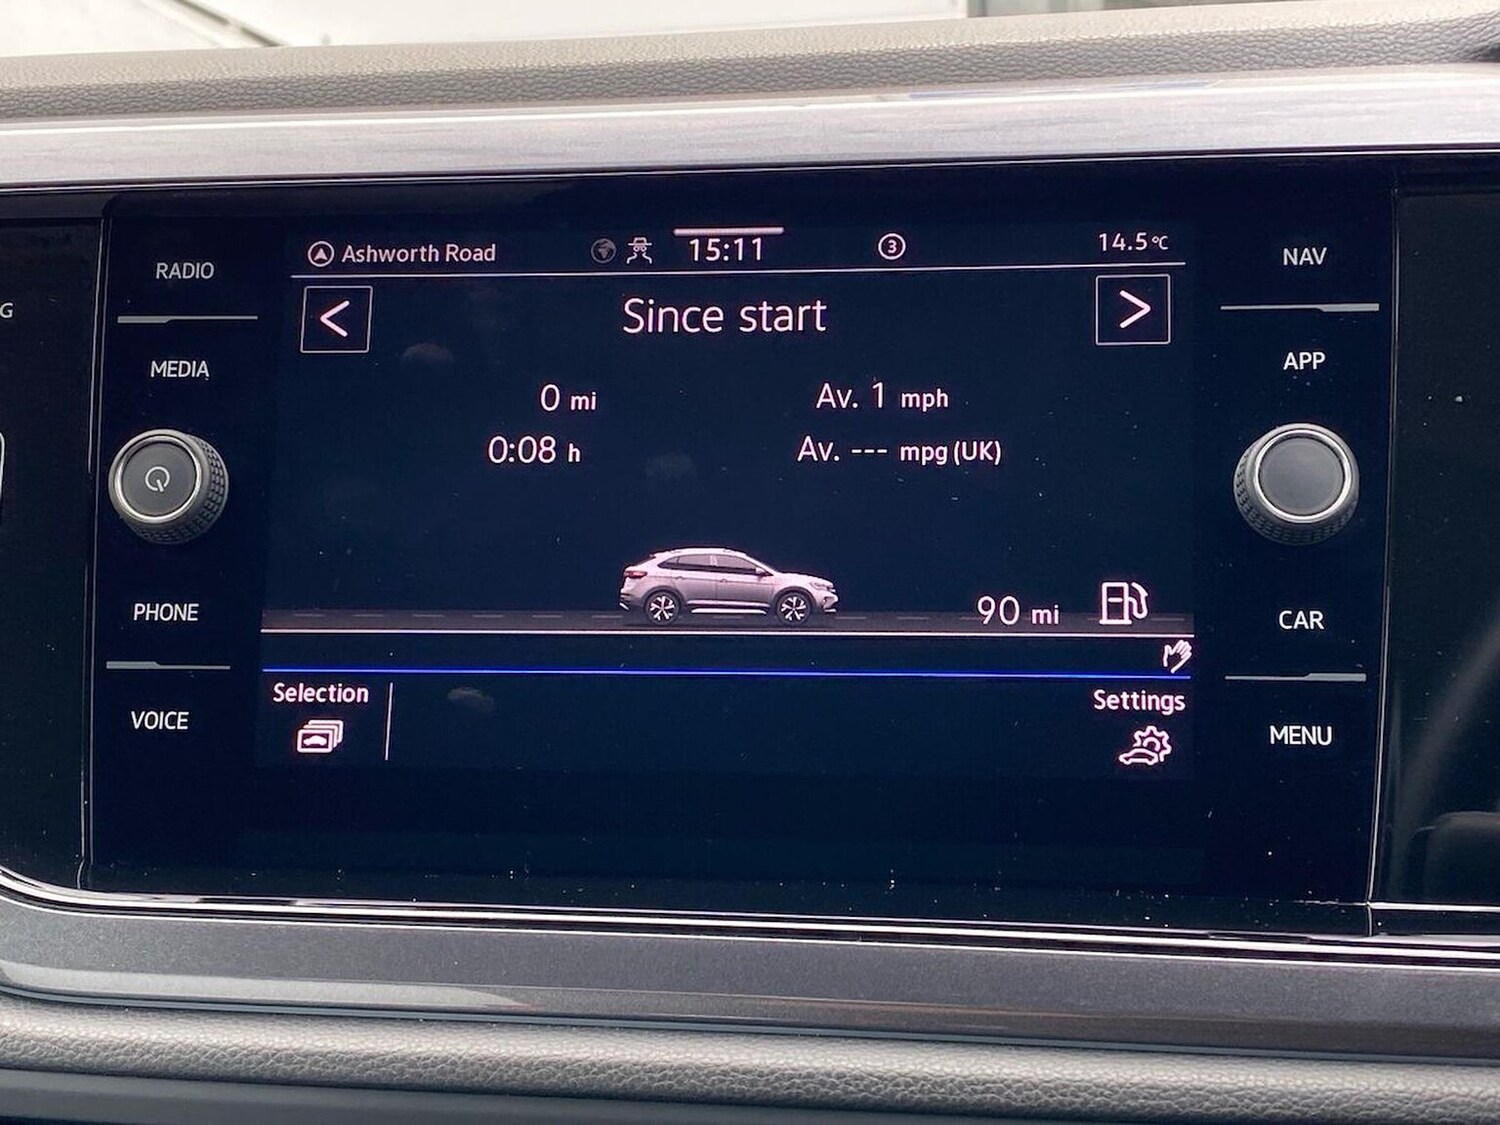 G
RADIO
MEDIA
PHONE
VOICE
Ashworth Road
15:11
3
14.5°C
<
Since start
>
0 mi
Av. 1 mph
0:08 h
Av. --- mpg (UK)
90 mi
Selection
Settings
NAV
APP
CAR
MENU